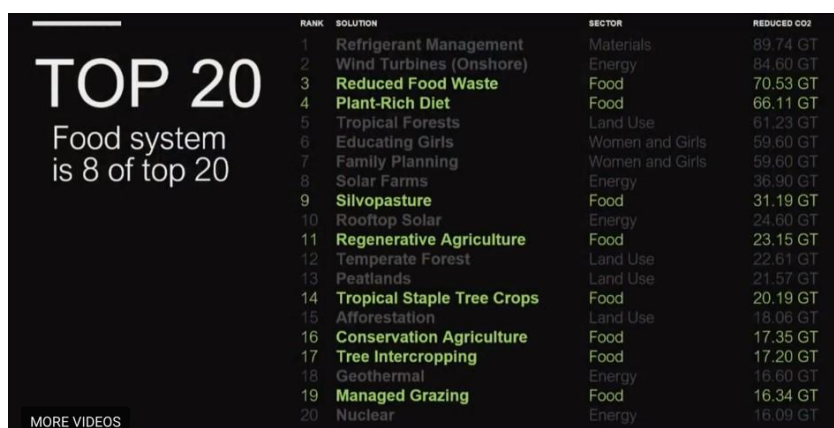 TOP 20
Food system
is 8 of top 20
RANK SOLUTION SECTOR REDUCED CO2
1 Refrigerant Management Materials 89.74 GT
2 Wind Turbines (Onshore) Energy 84.60 GT
3 Reduced Food Waste Food 70.53 GT
4 Plant-Rich Diet Food 66.11 GT
5 Tropical Forests Land Use 61.23 GT
6 Educating Girls Women and Girls 59.60 GT
7 Family Planning Women and Girls 59.60 GT
8 Solar Farms Energy 36.90 GT
9 Silvopasture Food 31.19 GT
10 Rooftop Solar Energy 24.60 GT
11 Regenerative Agriculture Food 23.15 GT
12 Temperate Forest Land Use 22.61 GT
13 Peatlands Land Use 21.57 GT
14 Tropical Staple Tree Crops Food 20.19 GT
15 Afforestation Land Use 18.06 GT
16 Conservation Agriculture Food 17.35 GT
17 Tree Intercropping Food 17.20 GT
18 Geothermal Energy 16.60 GT
19 Managed Grazing Food 16.34 GT
20 Nuclear Energy 16.09 GT
MORE VIDEOS